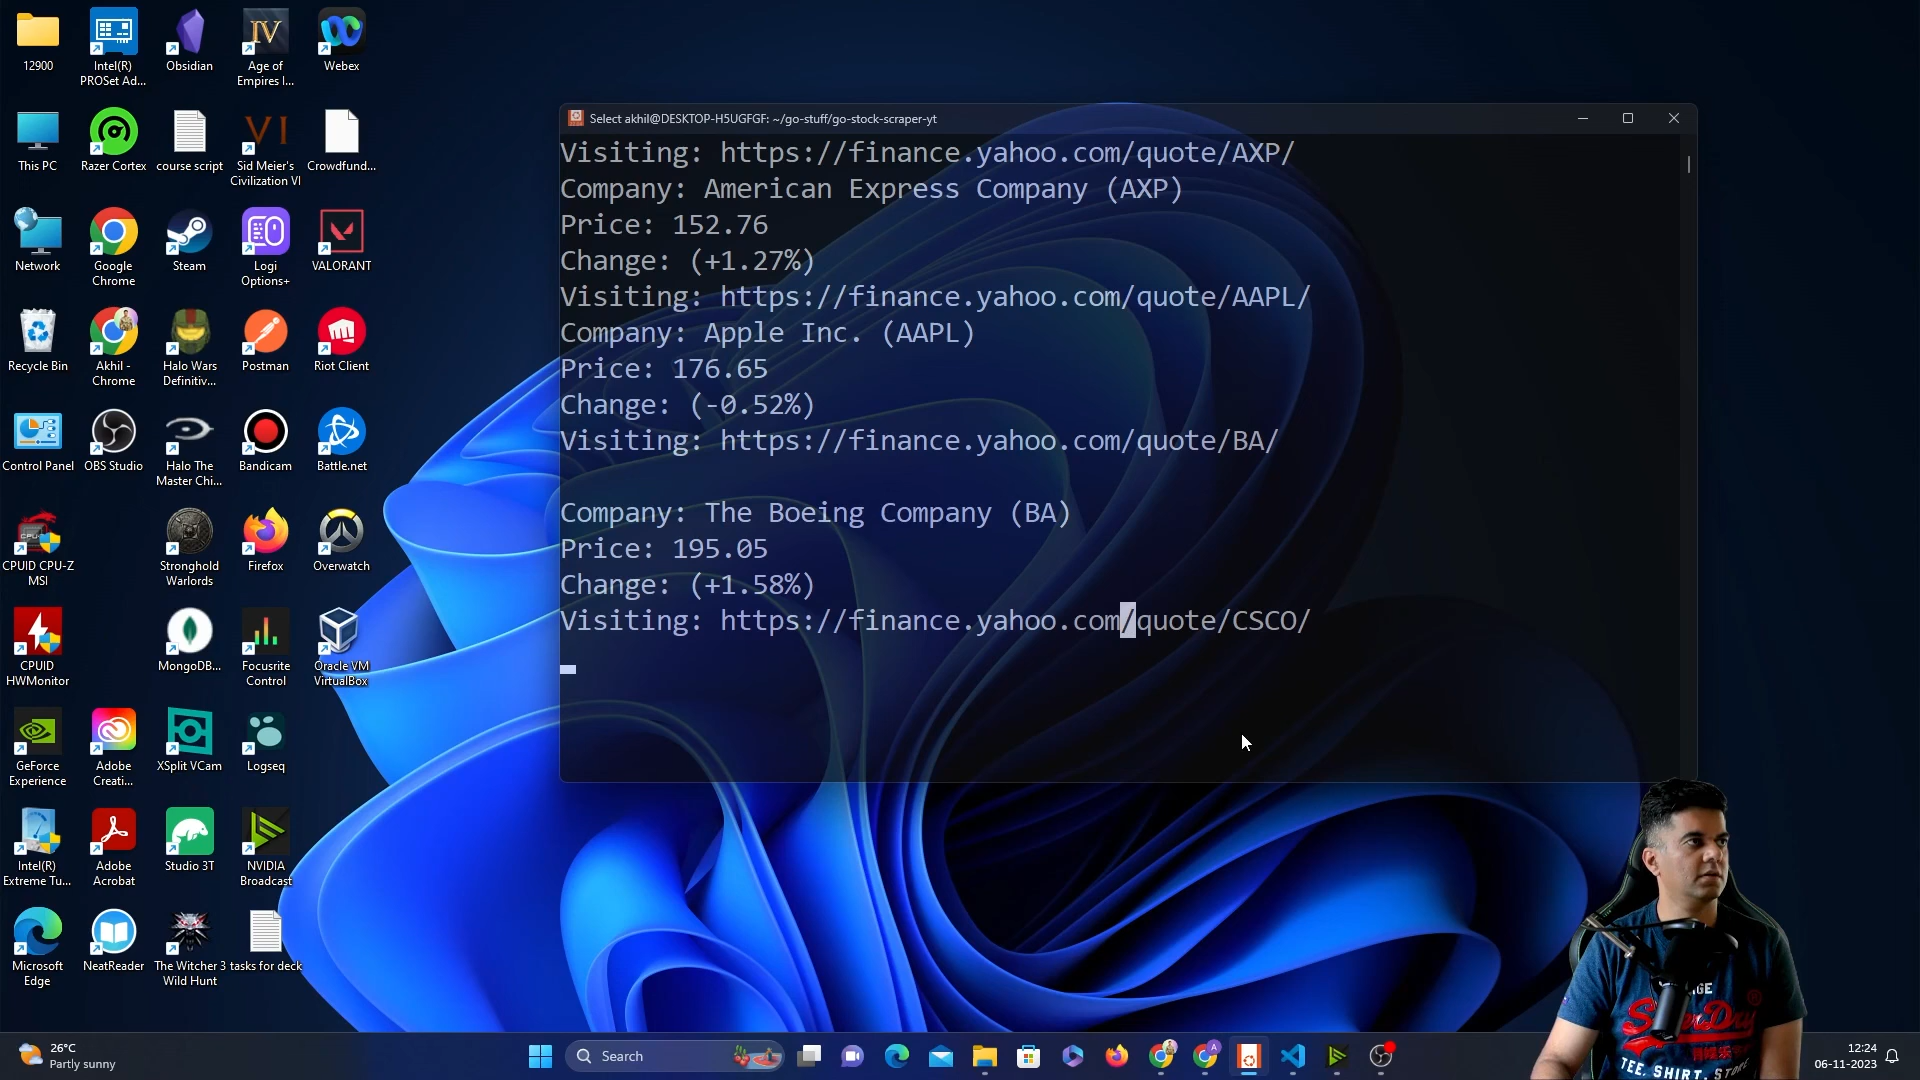 12900
Intel(R)
PROSet Ad...
Obsidian
IV
Age of
Empires I...
Webex
This PC
Razer Cortex
course script
VI
Sid Meier's
Civilization VI
Crowdfund...
Network
Google
Chrome
Steam
Logi
Options+
VALORANT
Recycle Bin
Akhil -
Chrome
Halo Wars
Definitiv...
Postman
Riot Client
Control Panel
OBS Studio
Halo The
Master Chi...
Bandicam
Battle.net
CPUID CPU-Z
MSI
Stronghold
Warlords
Firefox
Overwatch
CPUID
HWMonitor
MongoDB...
Focusrite
Control
Oracle VM
VirtualBox
GeForce
Experience
Adobe
Creati...
XSplit VCam
Logseq
Intel(R)
Extreme Tu...
Adobe
Acrobat
Studio 3T
NVIDIA
Broadcast
Microsoft
Edge
NeatReader
The Witcher 3
Wild Hunt
tasks for deck
Select akhil@DESKTOP-H5UGFGF: ~/go-stuff/go-stock-scraper-yt
Visiting: https://finance.yahoo.com/quote/AXP/
Company: American Express Company (AXP)
Price: 152.76
Change: (+1.27%)
Visiting: https://finance.yahoo.com/quote/AAPL/
Company: Apple Inc. (AAPL)
Price: 176.65
Change: (-0.52%)
Visiting: https://finance.yahoo.com/quote/BA/
Company: The Boeing Company (BA)
Price: 195.05
Change: (+1.58%)
Visiting: https://finance.yahoo.com/quote/CSCO/
TEE. SHIRT.
26°C
Partly sunny
Search
12:24
06-11-2023